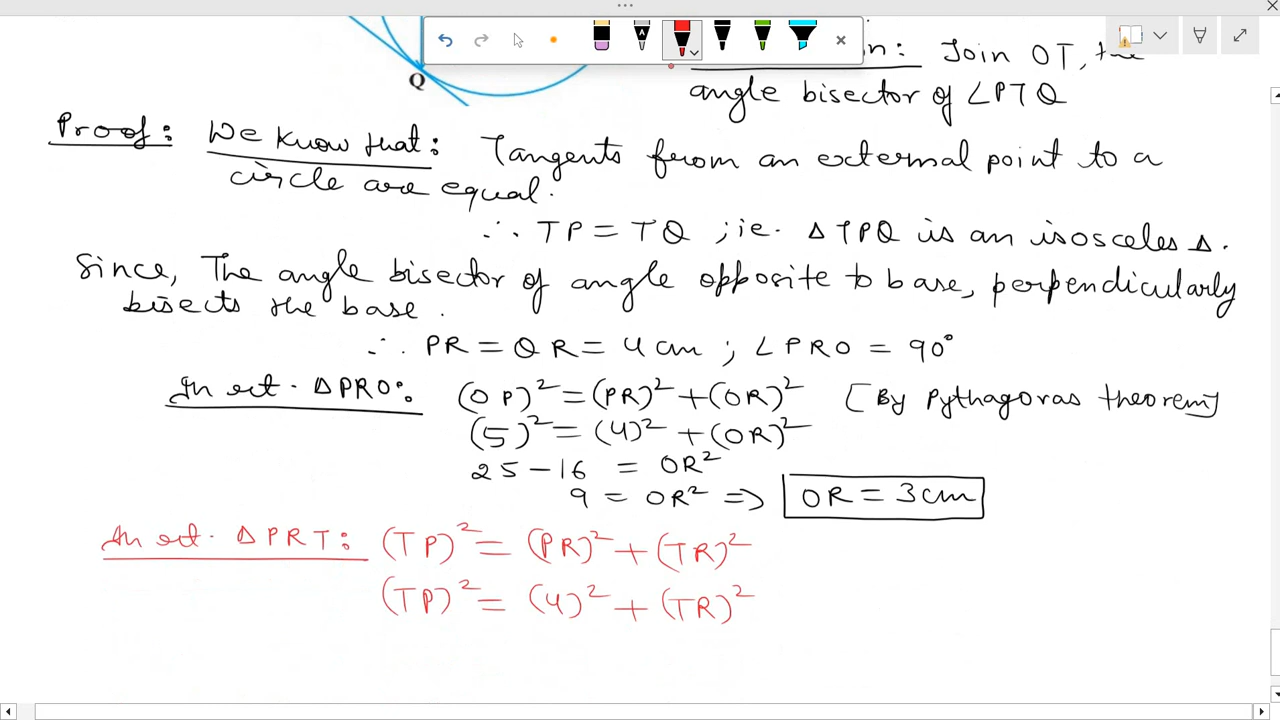 Q
n: Join OT, the
angle bisector of ∠PTQ
Proof: We know that: Tangents from an external point to a
circle are equal.
∴ TP = TQ ; ie. Δ TPQ is an isosceles Δ.
Since, The angle bisector of angle opposite to base, perpendicularly
bisects the base.
∴ PR = QR = 4cm ; ∠PRO = 90°
In rt. ΔPRO: (OP)² = (PR)² + (OR)² [By Pythagoras theorem]
(5)² = (4)² + (OR)²
25 - 16 = OR²
9 = OR² => OR = 3cm
In rt. ΔPRT: (TP)² = (PR)² + (TR)²
(TP)² = (4)² + (TR)²